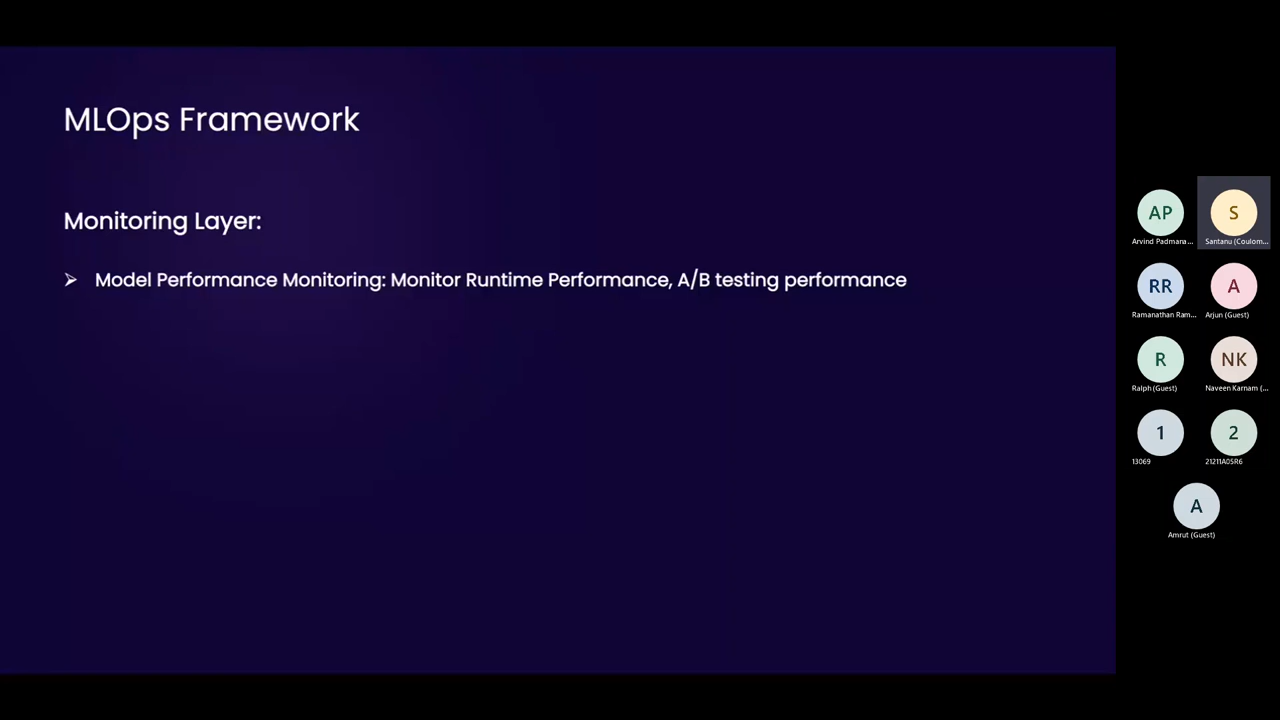 MLOps Framework
Monitoring Layer:
➢ Model Performance Monitoring: Monitor Runtime Performance, A/B testing performance
AP
S
Arvind Padmana...
Santanu (Coulom...
RR
A
Ramanathan Ram...
Arjun (Guest)
R
NK
Ralph (Guest)
Naveen Karnam (...
1
2
13069
21211A05R6
A
Amrut (Guest)